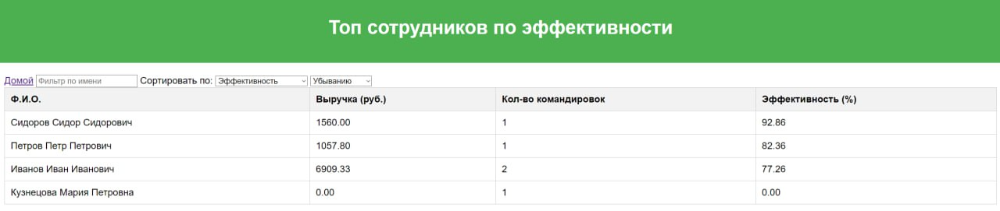 Топ сотрудников по эффективности
Домой Фильтр по имени Сортировать по: Эффективность Убыванию
Ф.И.О. Выручка (руб.) Кол-во командировок Эффективность (%)
Сидоров Сидор Сидорович 1560.00 1 92.86
Петров Петр Петрович 1057.80 1 82.36
Иванов Иван Иванович 6909.33 2 77.26
Кузнецова Мария Петровна 0.00 1 0.00